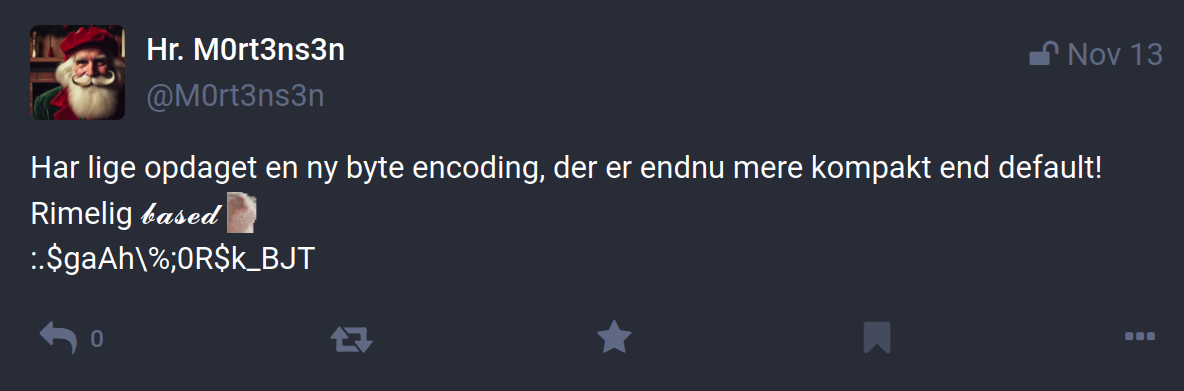 Hr. M0rt3ns3n
Nov 13
@M0rt3ns3n
Har lige opdaget en ny byte encoding, der er endnu mere kompakt end default!
Rimelig 𝓫𝓪𝓼𝓮𝓭
:.$gaAh\%;0R$k_BJT
0